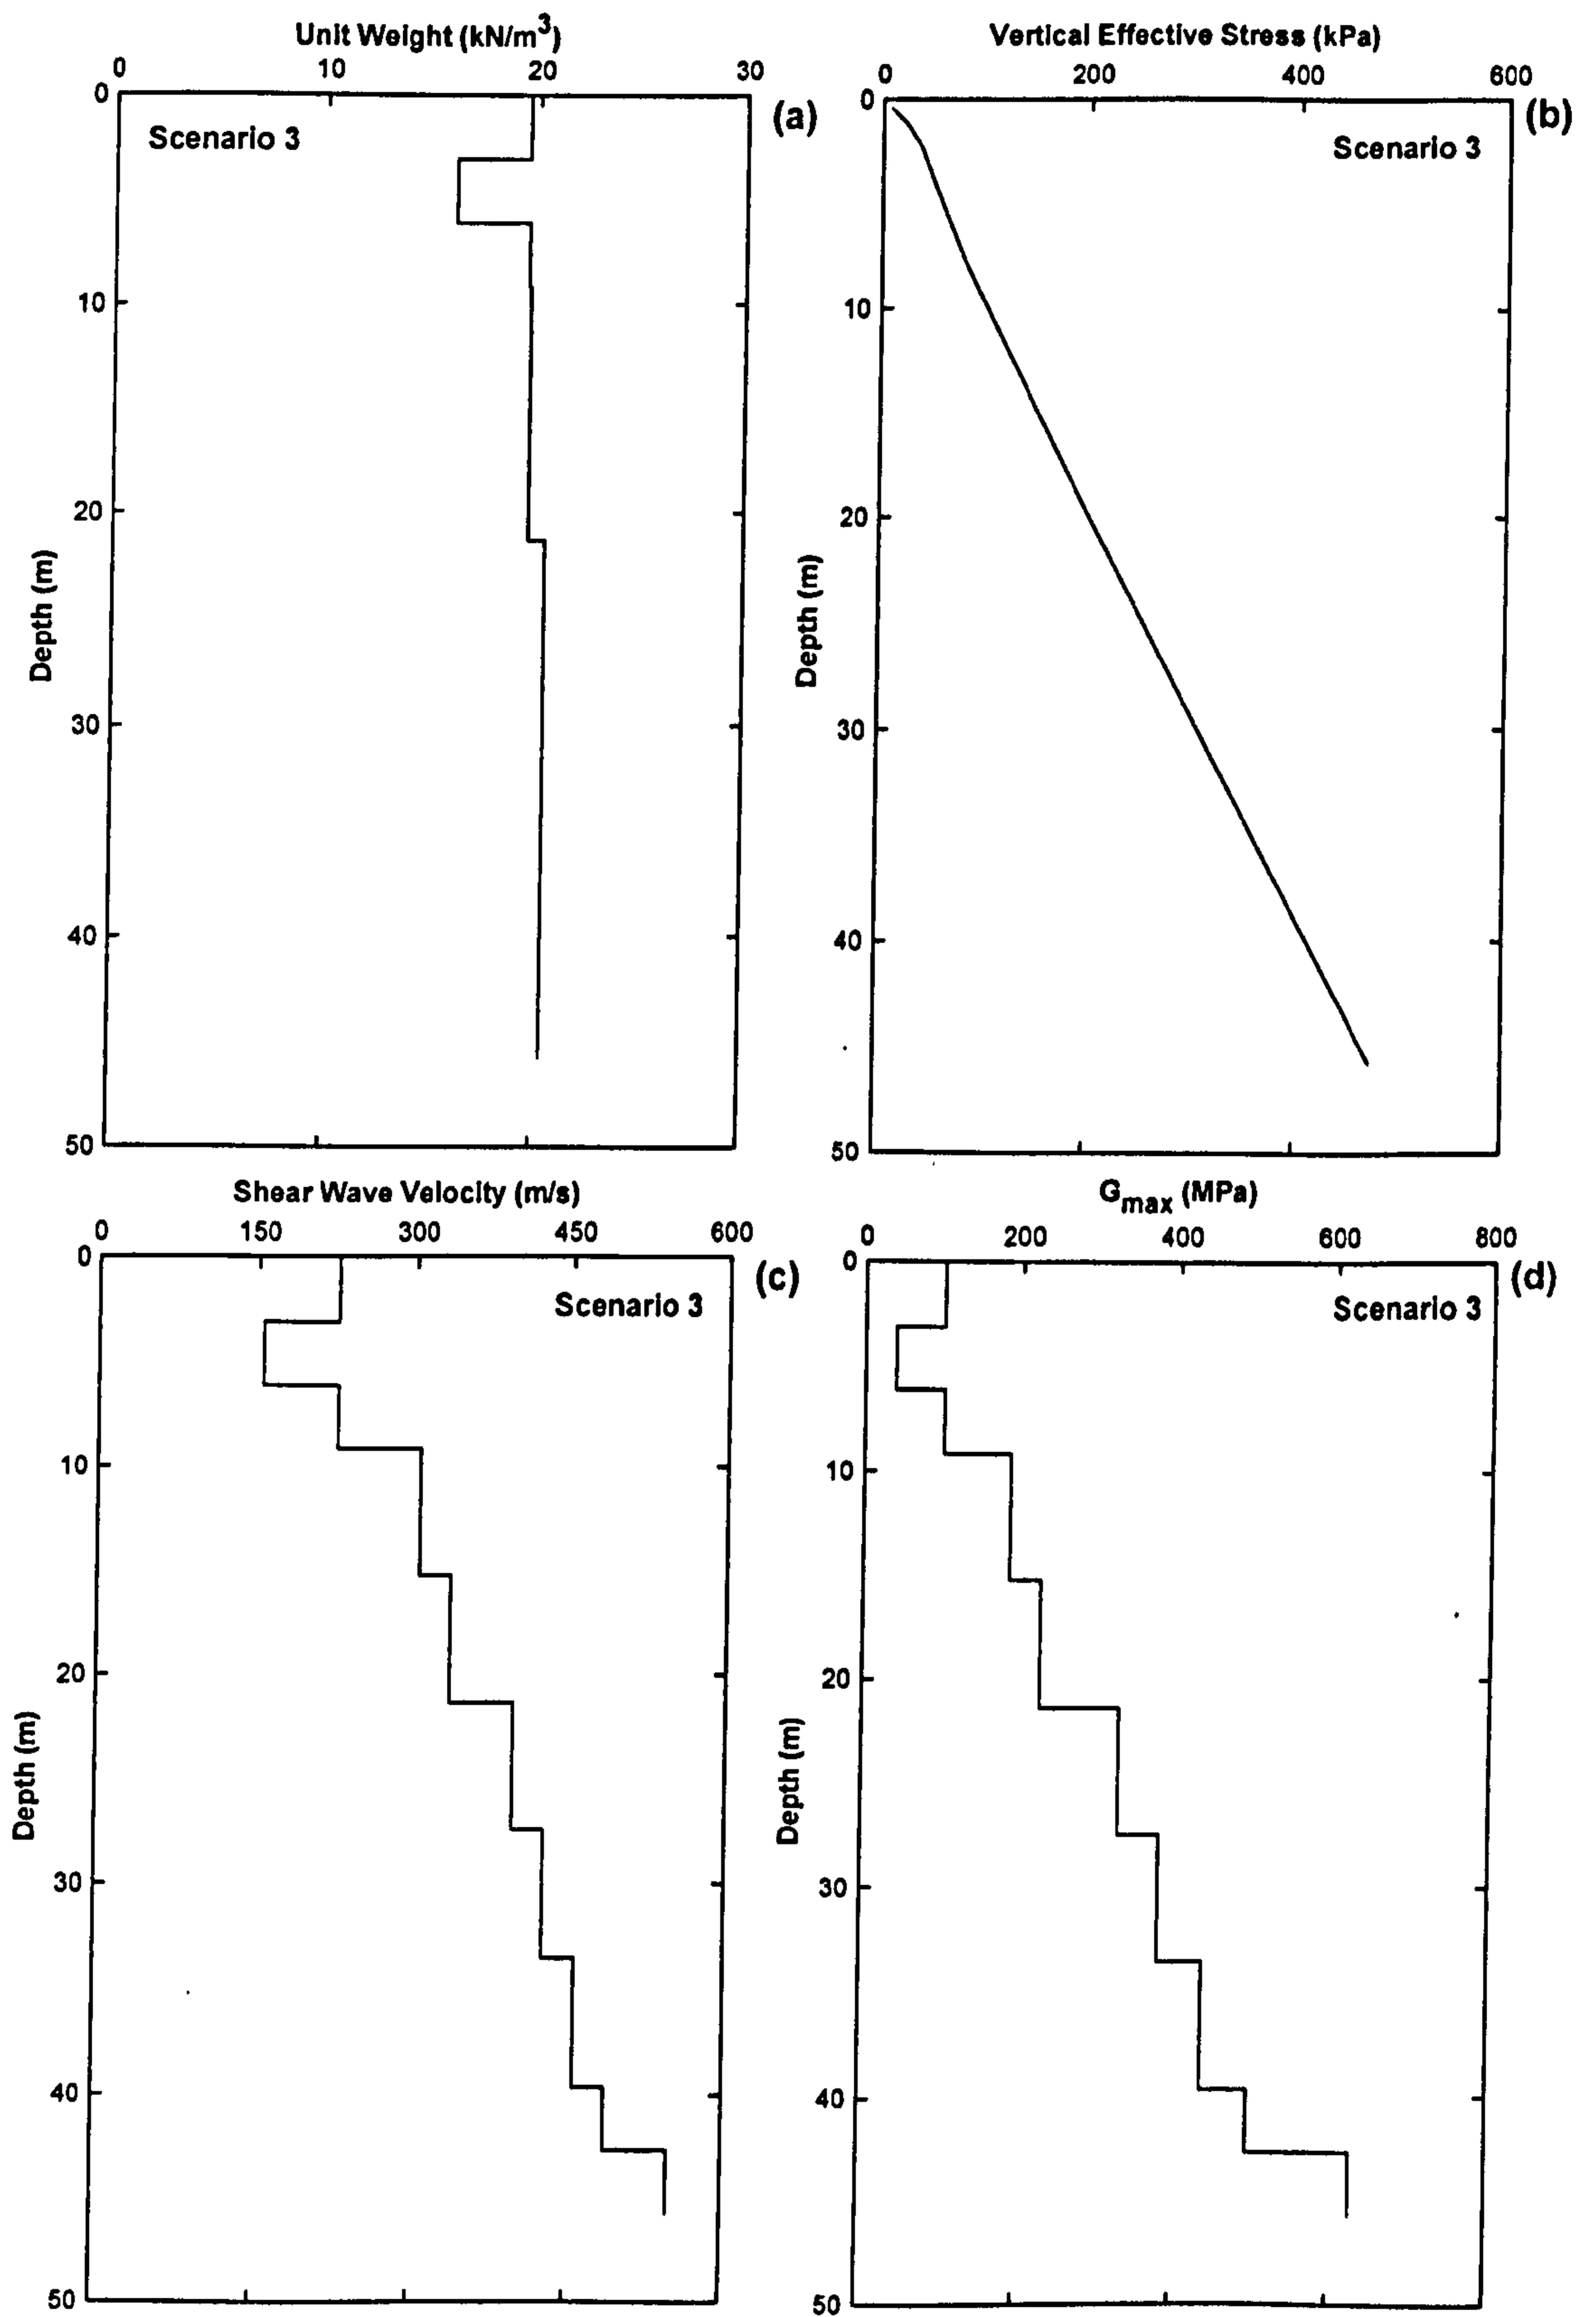 Unit Weight (kN/m³)
0 10 20 30
0
10
20
30
40
50
Depth (m)
Scenario 3
(a)
Vertical Effective Stress (kPa)
0 200 400 600
0
10
20
30
40
50
Depth (m)
Scenario 3
(b)
Shear Wave Velocity (m/s)
0 150 300 450 600
0
10
20
30
40
50
Depth (m)
Scenario 3
(c)
Gmax (MPa)
0 200 400 600 800
0
10
20
30
40
50
Depth (m)
Scenario 3
(d)